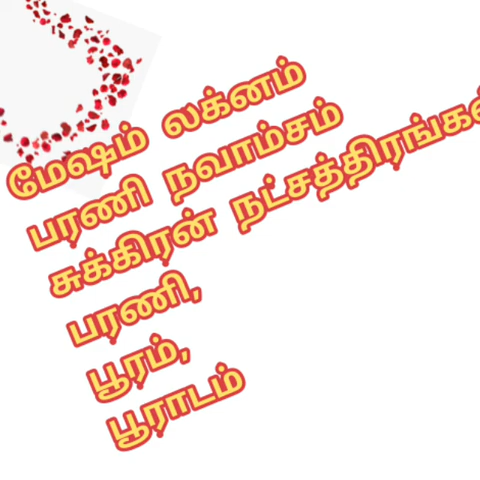 மேஷம் லக்னம்
பரணி நவாம்சம்
சுக்கிரன் நட்சத்திரங்கள்
பரணி,
பூரம்,
பூராடம்